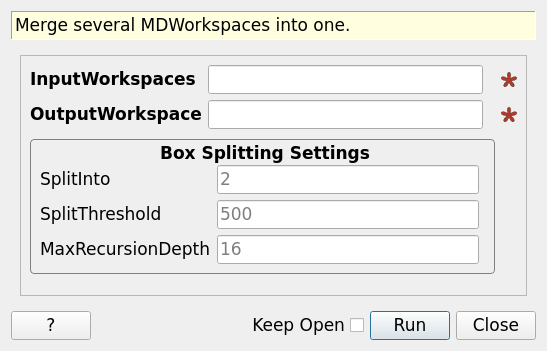 Merge several MDWorkspaces into one.
InputWorkspaces
OutputWorkspace
Box Splitting Settings
SplitInto 2
SplitThreshold 500
MaxRecursionDepth 16
? Keep Open Run Close